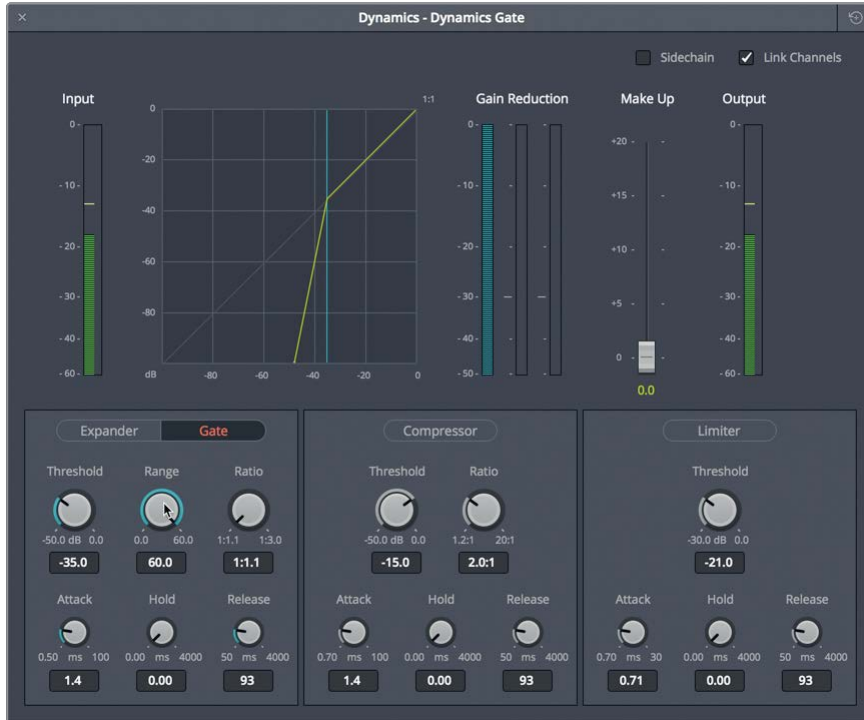 Dynamics - Dynamics Gate
Sidechain Link Channels
Input Gain Reduction Make Up Output
1:1
0
-20
-40
-60
-80
dB -80 -60 -40 -20 0
0-
-10-
-20-
-30-
-40-
-60-
0-
-10-
-20-
-30-
-40-
-50-
+20 -
+15 -
+10 -
+5 -
0 -
0.0
0-
-10-
-20-
-30-
-40-
-60-
Expander Gate
Threshold Range Ratio
-50.0 dB 0.0 0.0 60.0 1:1.1 1:3.0
-35.0 60.0 1:1.1
Attack Hold Release
0.50 ms 100 0.00 ms 4000 50 ms 4000
1.4 0.00 93
Compressor
Threshold Ratio
-50.0 dB 0.0 1.2:1 20:1
-15.0 2.0:1
Attack Hold Release
0.70 ms 100 0.00 ms 4000 50 ms 4000
1.4 0.00 93
Limiter
Threshold
-30.0 dB 0.0
-21.0
Attack Hold Release
0.70 ms 30 0.00 ms 4000 50 ms 4000
0.71 0.00 93